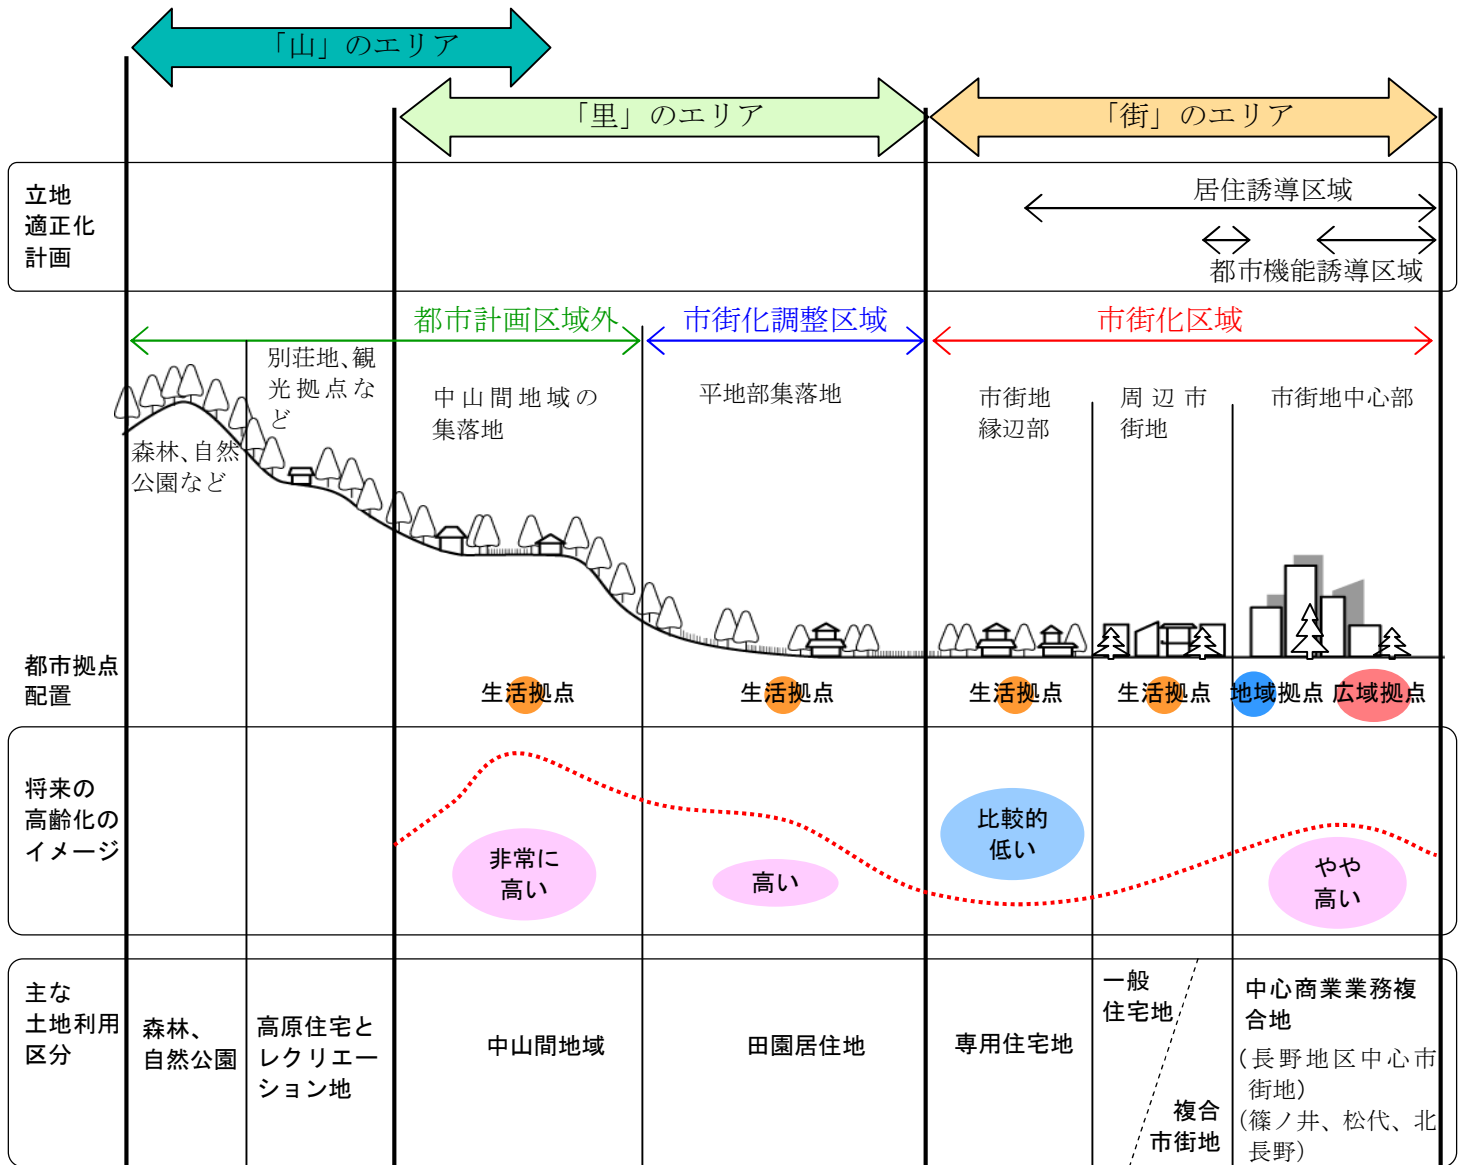 「山」のエリア
「里」のエリア
「街」のエリア
立地
適正化
計画
居住誘導区域
都市機能誘導区域
都市計画区域外
市街化調整区域
市街化区域
森林、自然
公園など
別荘地、観
光拠点な
ど
中山間地域の
集落地
平地部集落地
市街地
縁辺部
周辺市
街地
市街地中心部
都市拠点
配置
生活拠点
生活拠点
生活拠点
生活拠点
地域拠点
広域拠点
将来の
高齢化の
イメージ
非常に
高い
高い
比較的
低い
やや
高い
主な
土地利用
区分
森林、
自然公園
高原住宅と
レクリエー
ション地
中山間地域
田園居住地
専用住宅地
一般
住宅地
複合
市街地
中心商業業務複
合地
(長野地区中心市
街地)
(篠ノ井、松代、北
長野)